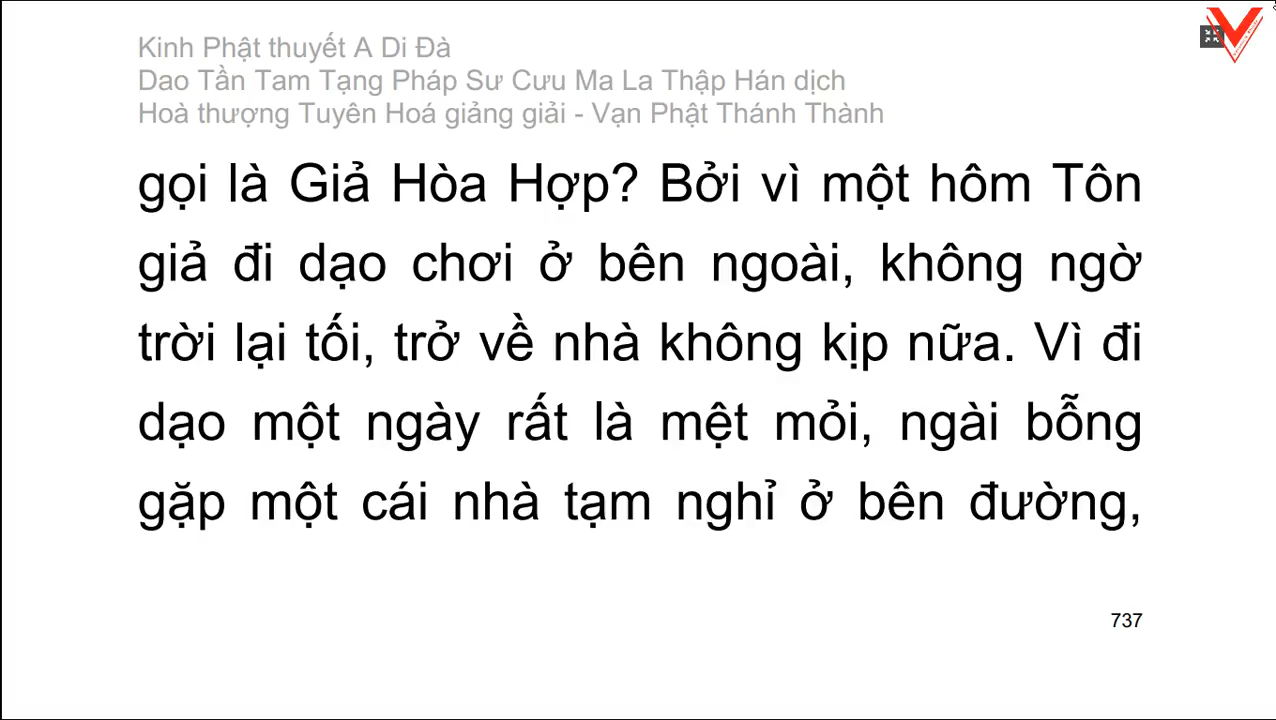 Kinh Phật thuyết A Di Đà
Dao Tần Tam Tạng Pháp Sư Cưu Ma La Thập Hán dịch
Hoà thượng Tuyên Hoá giảng giải - Vạn Phật Thánh Thành
gọi là Giả Hòa Hợp? Bởi vì một hôm Tôn
giả đi dạo chơi ở bên ngoài, không ngờ
trời lại tối, trở về nhà không kịp nữa. Vì đi
dạo một ngày rất là mệt mỏi, ngài bỗng
gặp một cái nhà tạm nghỉ ở bên đường,
737